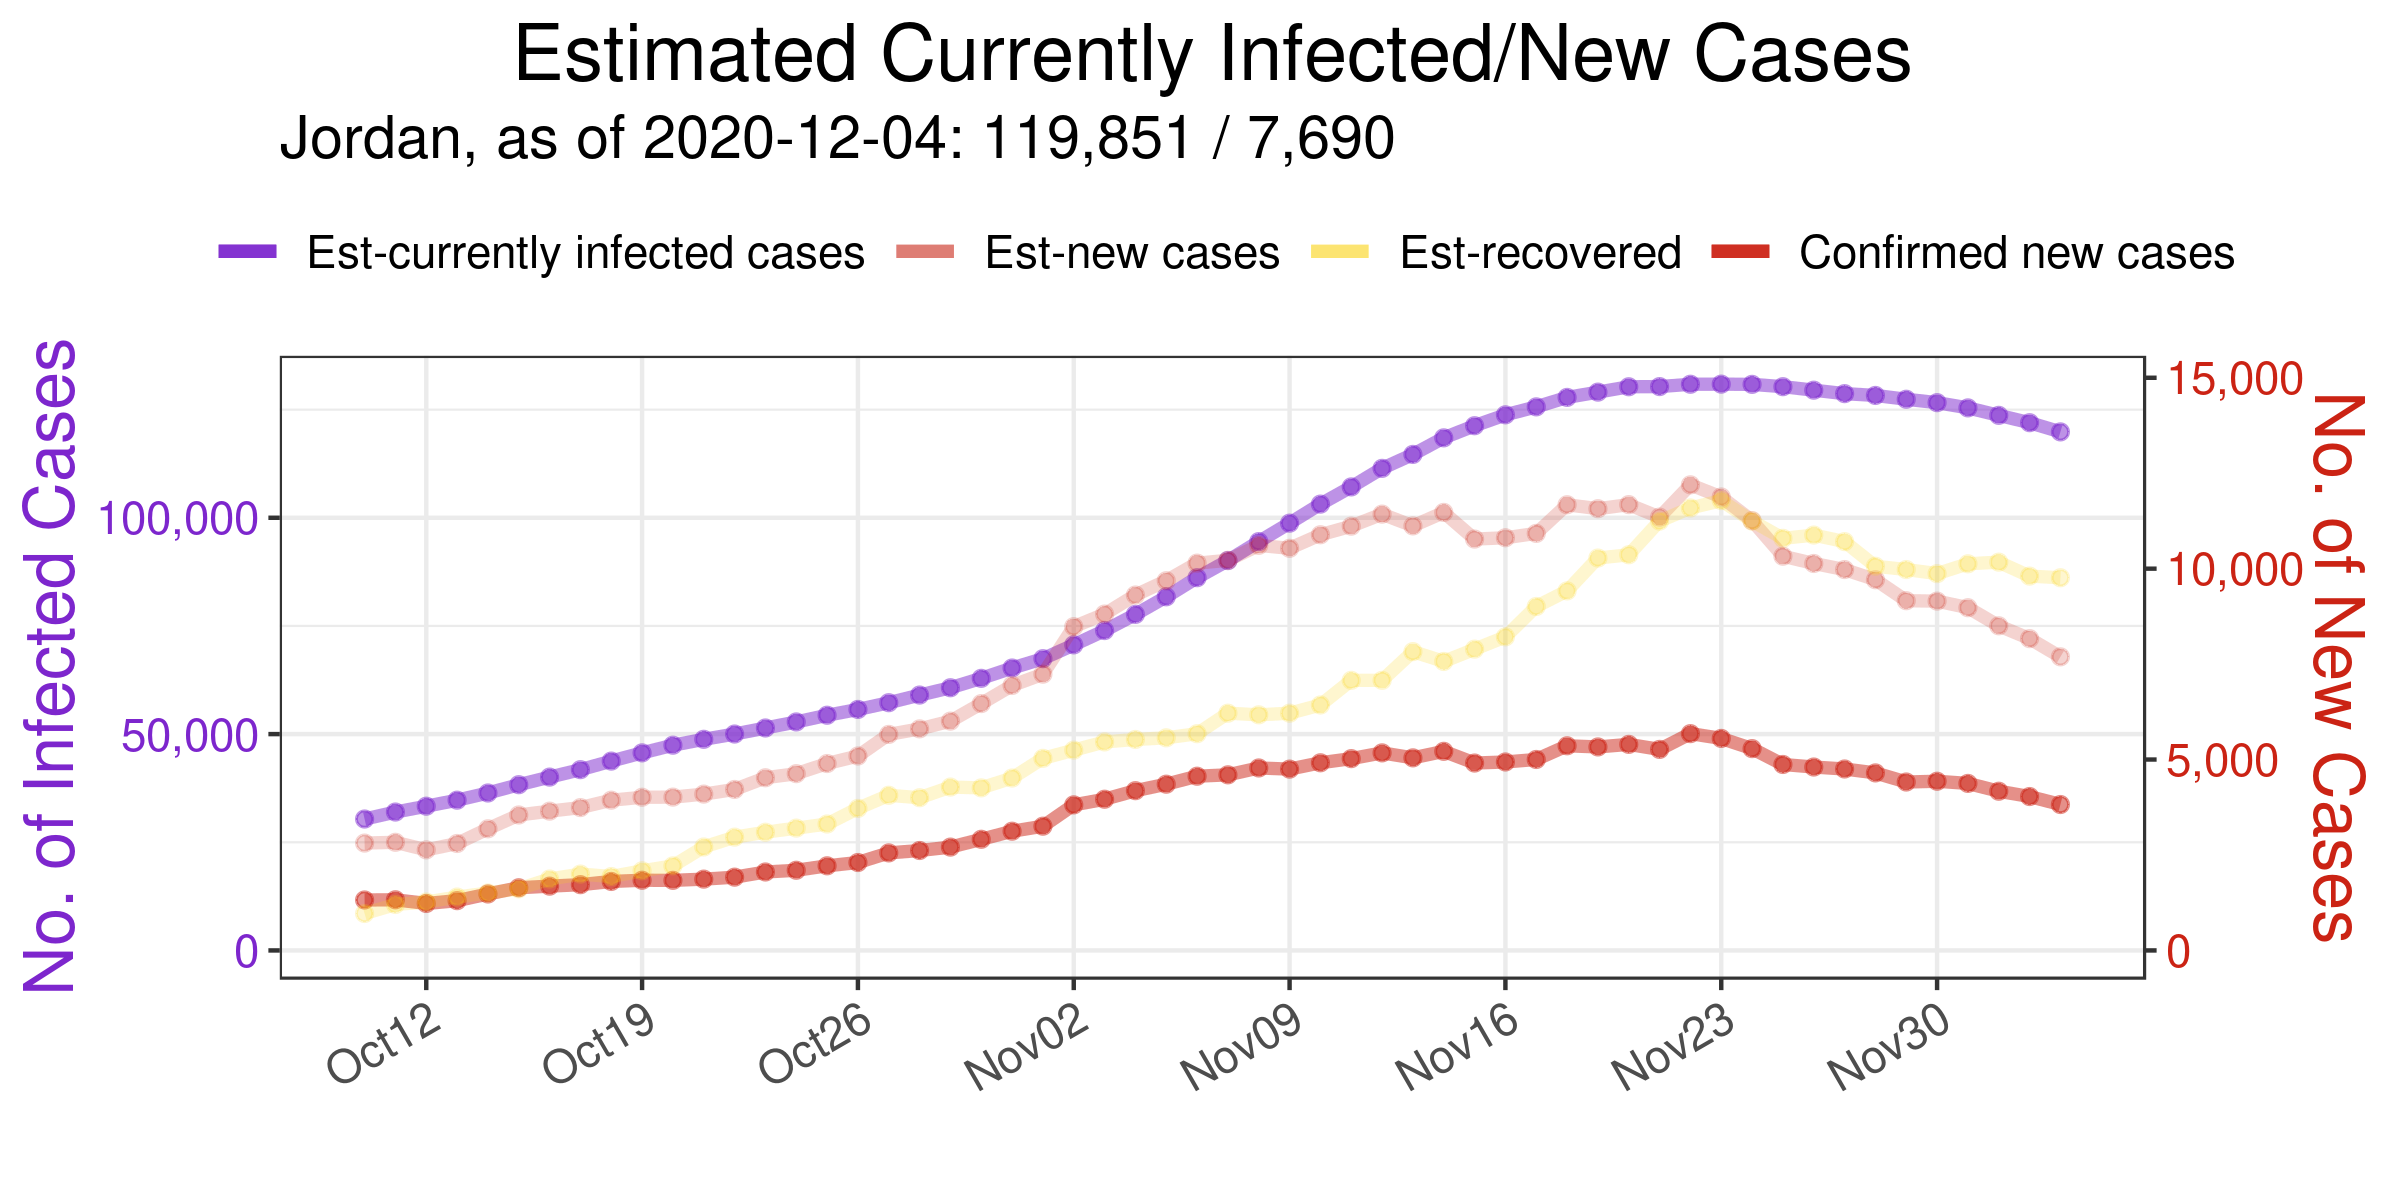 Estimated Currently Infected/New Cases
Jordan, as of 2020-12-04: 119,851 / 7,690
Est-currently infected cases Est-new cases Est-recovered Confirmed new cases
No. of Infected Cases
100,000
50,000
0
15,000
10,000
5,000
0
No. of New Cases
Oct12 Oct19 Oct26 Nov02 Nov09 Nov16 Nov23 Nov30